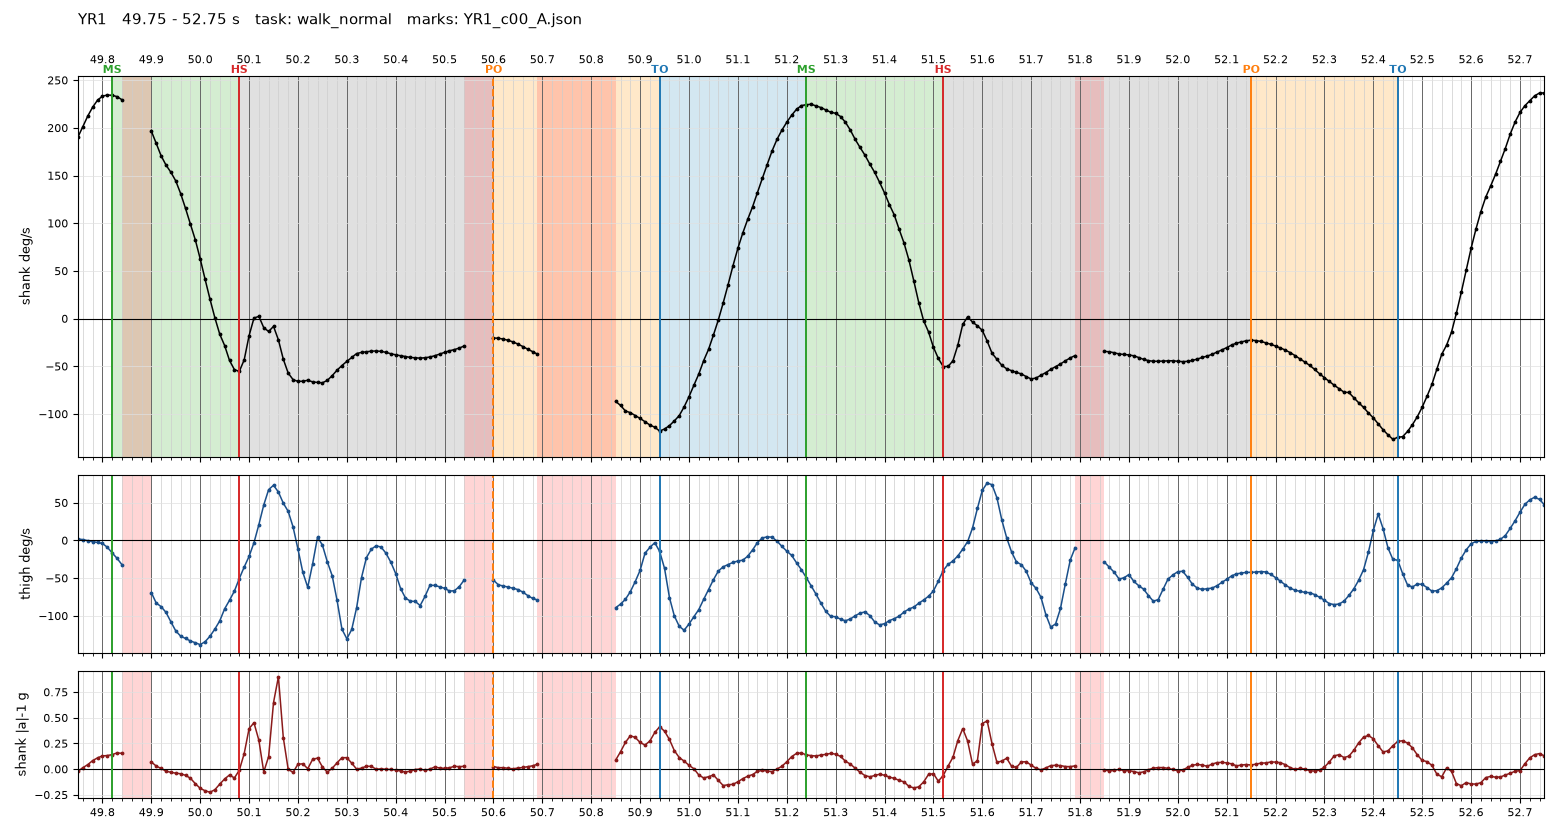 YR1 49.75 - 52.75 s task: walk_normal marks: YR1_c00_A.json
49.8 49.9 50.0 50.1 50.2 50.3 50.4 50.5 50.6 50.7 50.8 50.9 51.0 51.1 51.2 51.3 51.4 51.5 51.6 51.7 51.8 51.9 52.0 52.1 52.2 52.3 52.4 52.5 52.6 52.7
MS HS PO TO MS HS PO TO
250
200
150
100
50
0
−50
−100
shank deg/s
50
0
−50
−100
thigh deg/s
0.75
0.50
0.25
0.00
−0.25
shank |a|-1 g
49.8 49.9 50.0 50.1 50.2 50.3 50.4 50.5 50.6 50.7 50.8 50.9 51.0 51.1 51.2 51.3 51.4 51.5 51.6 51.7 51.8 51.9 52.0 52.1 52.2 52.3 52.4 52.5 52.6 52.7